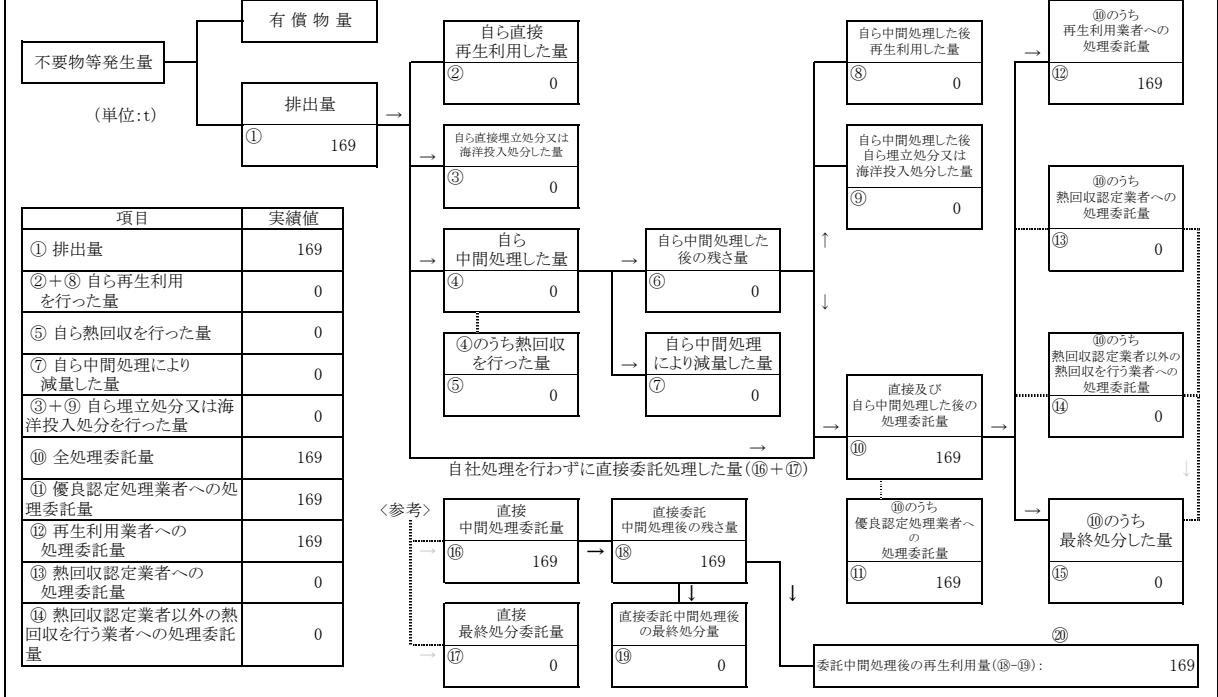 不要物等発生量
有 償 物 量
(単位:t)
排出量
→
①
169
自ら直接
再生利用した量
②
0
→
自ら直接埋立処分又は
海洋投入処分した量
③
0
→
自ら
中間処理した量
④
0
④のうち熱回収
を行った量
⑤
0
→
自ら中間処理した
後の残さ量
⑥
0
→
自ら中間処理
により減量した量
⑦
0
自ら中間処理した後
再生利用した量
⑧
0
自ら中間処理した後
自ら埋立処分又は
海洋投入処分した量
⑨
0
↑
↓
→
自社処理を行わずに直接委託処理した量(⑯+⑰)
→
直接及び
自ら中間処理した後の
処理委託量
⑩
169
⑩のうち
優良認定処理業者へ
の
処理委託量
⑪
169
→
→
⑩のうち
再生利用業者への
処理委託量
⑫
169
⑩のうち
熱回収認定業者への
処理委託量
⑬
0
⑩のうち
熱回収認定業者以外の
熱回収を行う業者への
処理委託量
⑭
0
↓
→
⑩のうち
最終処分した量
⑮
0
項目 実績値
① 排出量 169
②+⑧ 自ら再生利用
を行った量 0
⑤ 自ら熱回収を行った量 0
⑦ 自ら中間処理により
減量した量 0
③+⑨ 自ら埋立処分又は海
洋投入処分を行った量 0
⑩ 全処理委託量 169
⑪ 優良認定処理業者への処
理委託量 169
⑫ 再生利用業者への
処理委託量 169
⑬ 熱回収認定業者への
処理委託量 0
⑭ 熱回収認定業者以外の熱
回収を行う業者への処理委託
量 0
〈参考〉
→
直接
中間処理委託量
⑯
169
→
直接委託
中間処理後の残さ量
⑱
169
↓
↓
→
直接
最終処分委託量
⑰
0
直接委託中間処理後
の最終処分量
⑲
0
⑳
委託中間処理後の再生利用量(⑱-⑲): 169